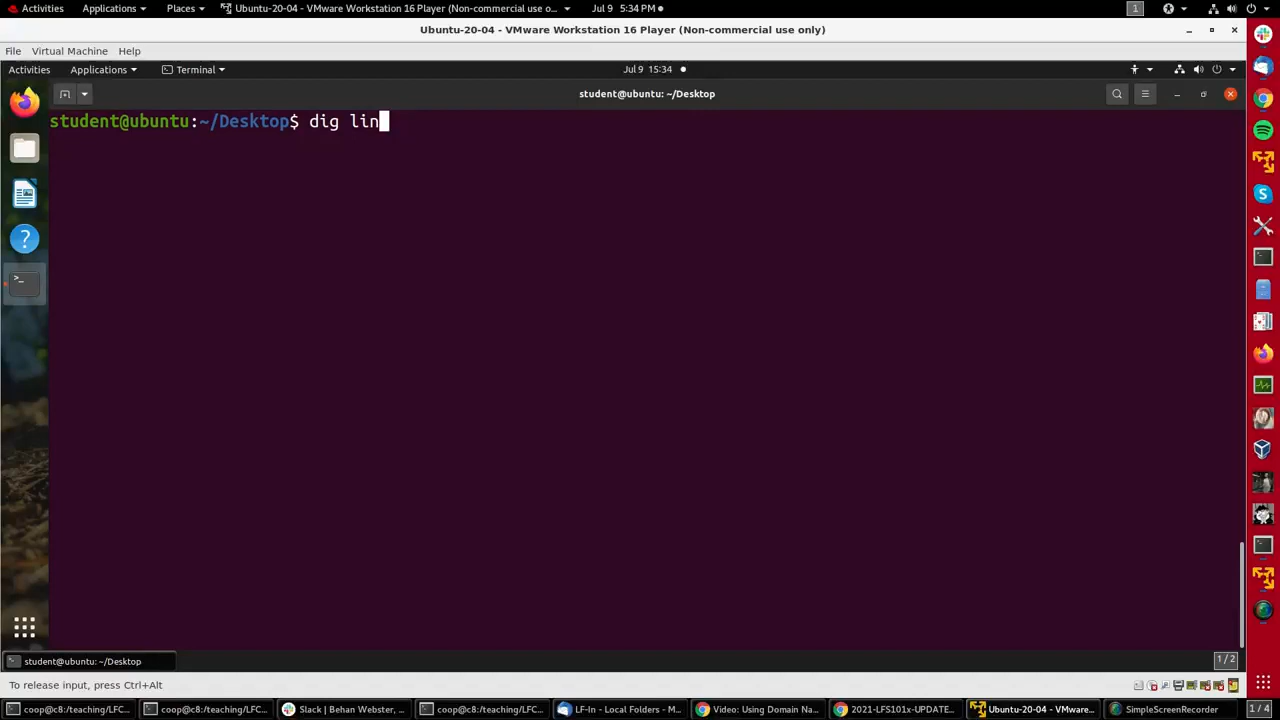 Activities Applications Places Ubuntu-20-04 - VMware Workstation 16 Player (Non-commercial use o... Jul 9 5:34 PM 1
Ubuntu-20-04 - VMware Workstation 16 Player (Non-commercial use only)
File Virtual Machine Help
Activities Applications Terminal Jul 9 15:34
student@ubuntu: ~/Desktop
student@ubuntu:~/Desktop$ dig lin
student@ubuntu: ~/Desktop 1/2
To release input, press Ctrl+Alt
coop@c8:/teaching/LFC... coop@c8:/teaching/LFC... Slack | Behan Webster, ... coop@c8:/teaching/LFC... LF-In - Local Folders - M... Video: Using Domain Na... 2021-LFS101x-UPDATE... Ubuntu-20-04 - VMware... SimpleScreenRecorder 1 / 4